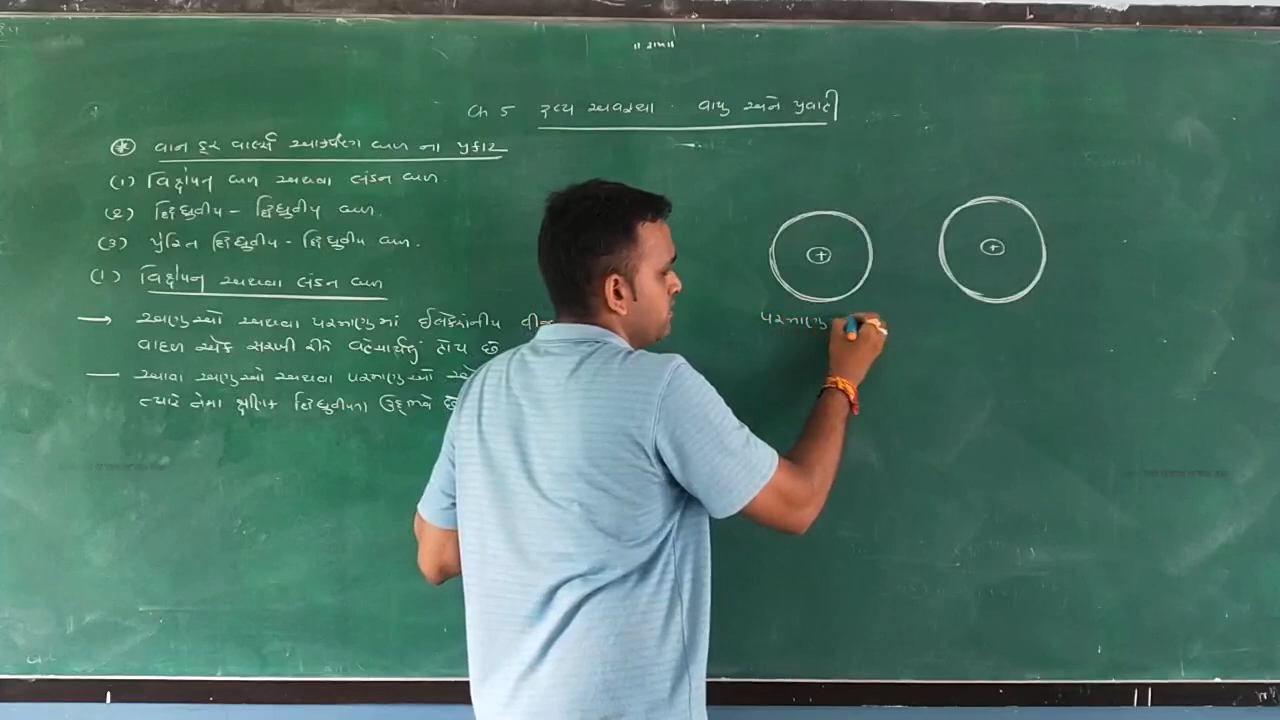 ॥ રામ ॥
Ch 5 દ્રવ્ય અવસ્થા . વાયુ અને પ્રવાહી
* વાન ડર વાલ્સ આકર્ષણ બળ ના પ્રકાર
(1) વિક્ષેપન બળ અથવા લંડન બળ.
(2) દ્વિધ્રુવીય - દ્વિધ્રુવીય બળ.
(3) પ્રેરિત દ્વિધ્રુવીય - દ્વિધ્રુવીય બળ.
(1) વિક્ષેપન અથવા લંડન બળ
→ અણુઓ અથવા પરમાણુમાં ઈલેક્ટ્રોનીય
વાદળ એક સરખી રીતે વહેંચાયેલું હોય છે
— આવા અણુઓ અથવા પરમાણુઓ
ત્યારે તેમા ક્ષણિક દ્વિધ્રુવીયતા ઉદ્દભવે છે
+ +
પરમાણુ